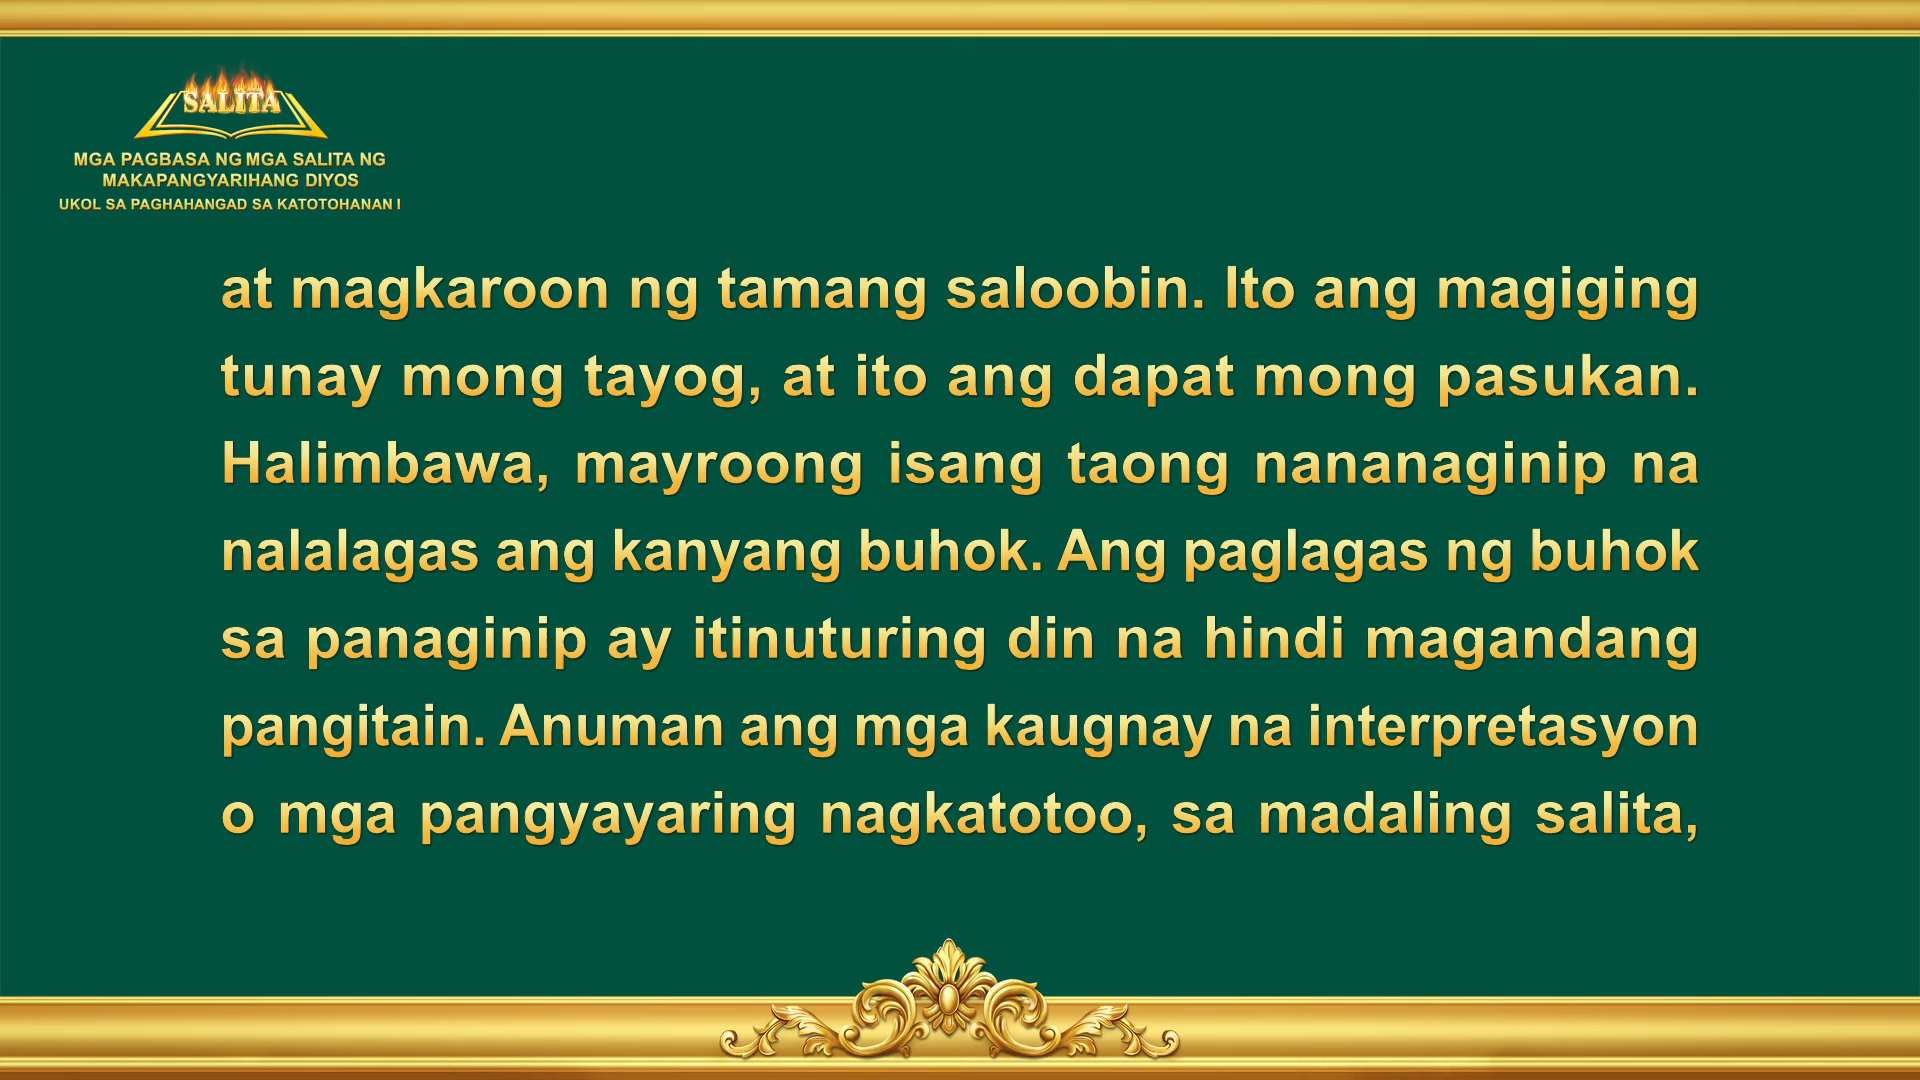 SALITA
MGA PAGBASA NG MGA SALITA NG
MAKAPANGYARIHANG DIYOS
UKOL SA PAGHAHANGAD SA KATOTOHANAN I
at magkaroon ng tamang saloobin. Ito ang magiging
tunay mong tayog, at ito ang dapat mong pasukan.
Halimbawa, mayroong isang taong nananaginip na
nalalagas ang kanyang buhok. Ang paglagas ng buhok
sa panaginip ay itinuturing din na hindi magandang
pangitain. Anuman ang mga kaugnay na interpretasyon
o mga pangyayaring nagkatotoo, sa madaling salita,